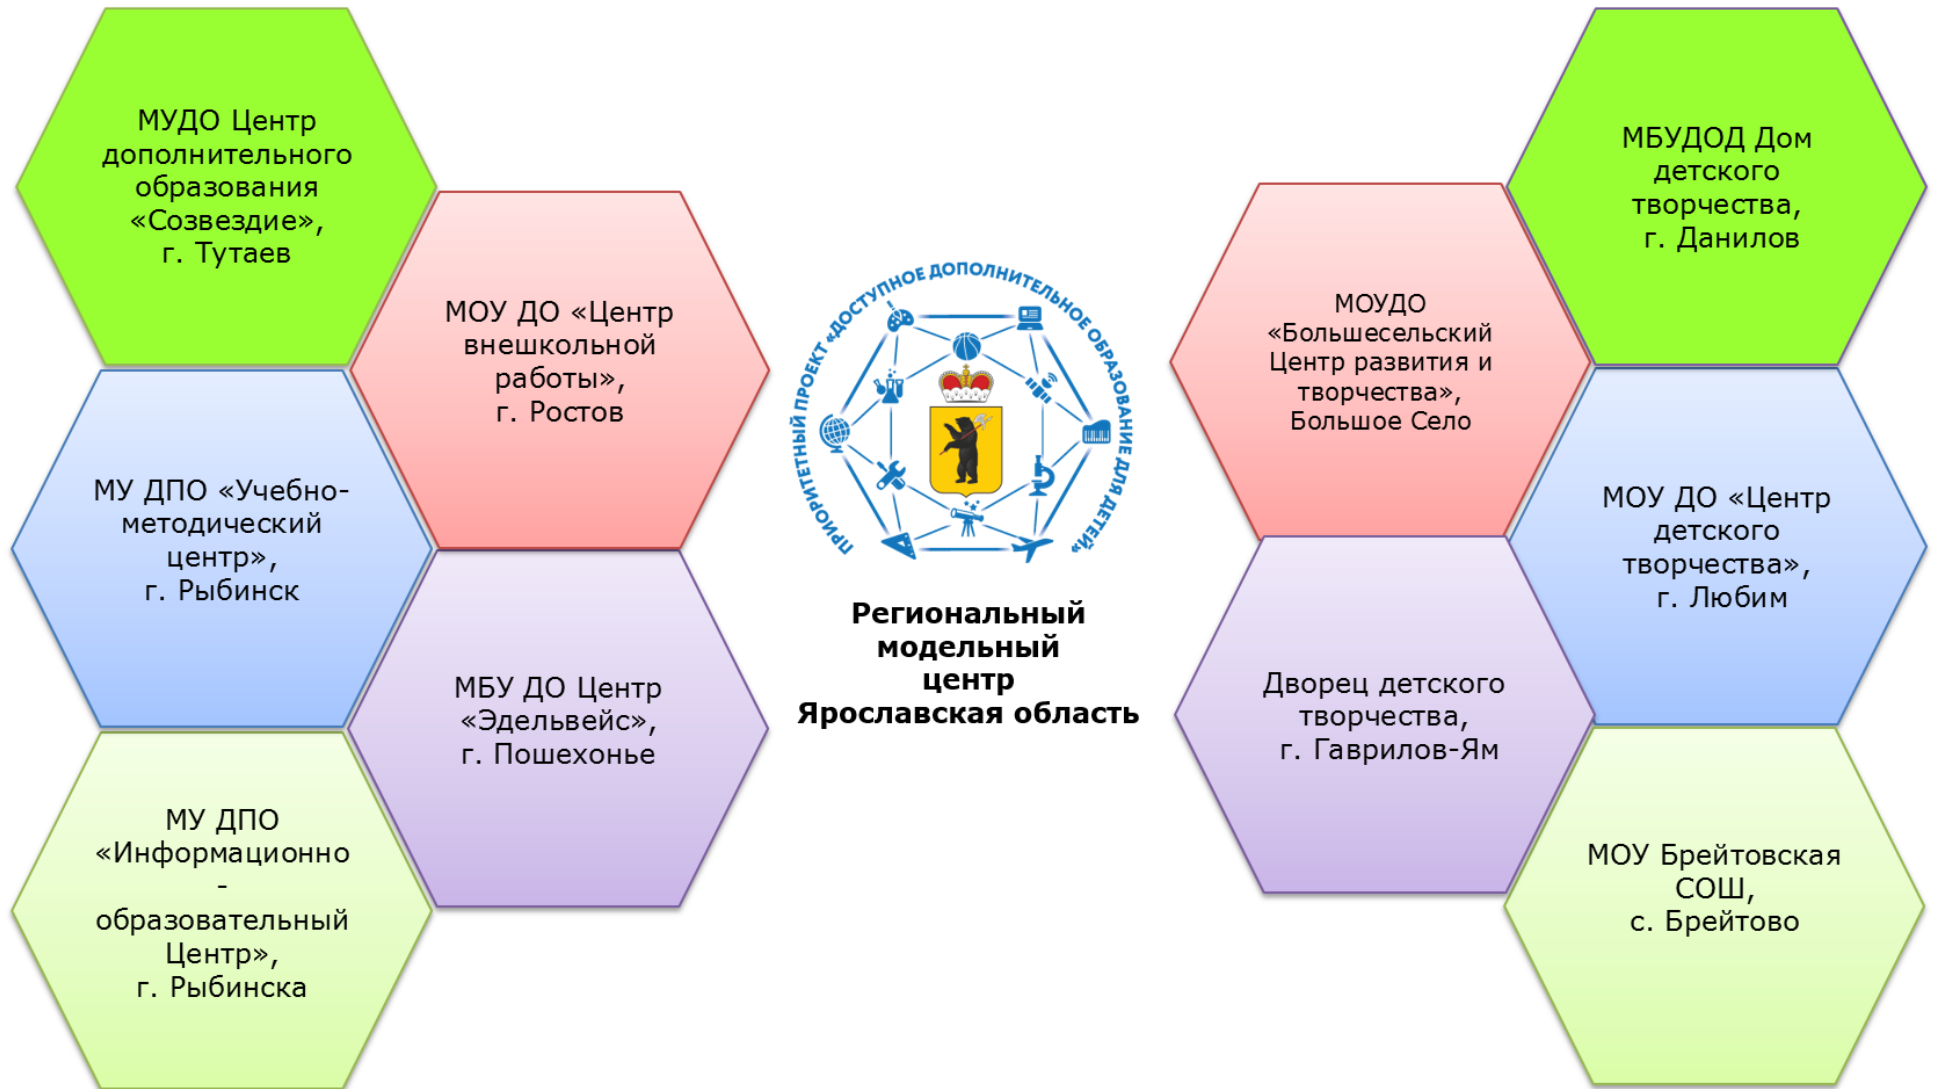 МУДО Центр
дополнительного
образования
«Созвездие»,
г. Тутаев
МОУ ДО «Центр
внешкольной
работы»,
г. Ростов
МУ ДПО «Учебно-
методический
центр»,
г. Рыбинск
МБУ ДО Центр
«Эдельвейс»,
г. Пошехонье
МУ ДПО
«Информационно
-
образовательный
Центр»,
г. Рыбинска
ПРИОРИТЕТНЫЙ ПРОЕКТ «ДОСТУПНОЕ ДОПОЛНИТЕЛЬНОЕ ОБРАЗОВАНИЕ ДЛЯ ДЕТЕЙ»
Региональный
модельный
центр
Ярославская область
МБУДОД Дом
детского
творчества,
г. Данилов
МОУДО
«Большесельский
Центр развития и
творчества»,
Большое Село
МОУ ДО «Центр
детского
творчества»,
г. Любим
Дворец детского
творчества,
г. Гаврилов-Ям
МОУ Брейтовская
СОШ,
с. Брейтово